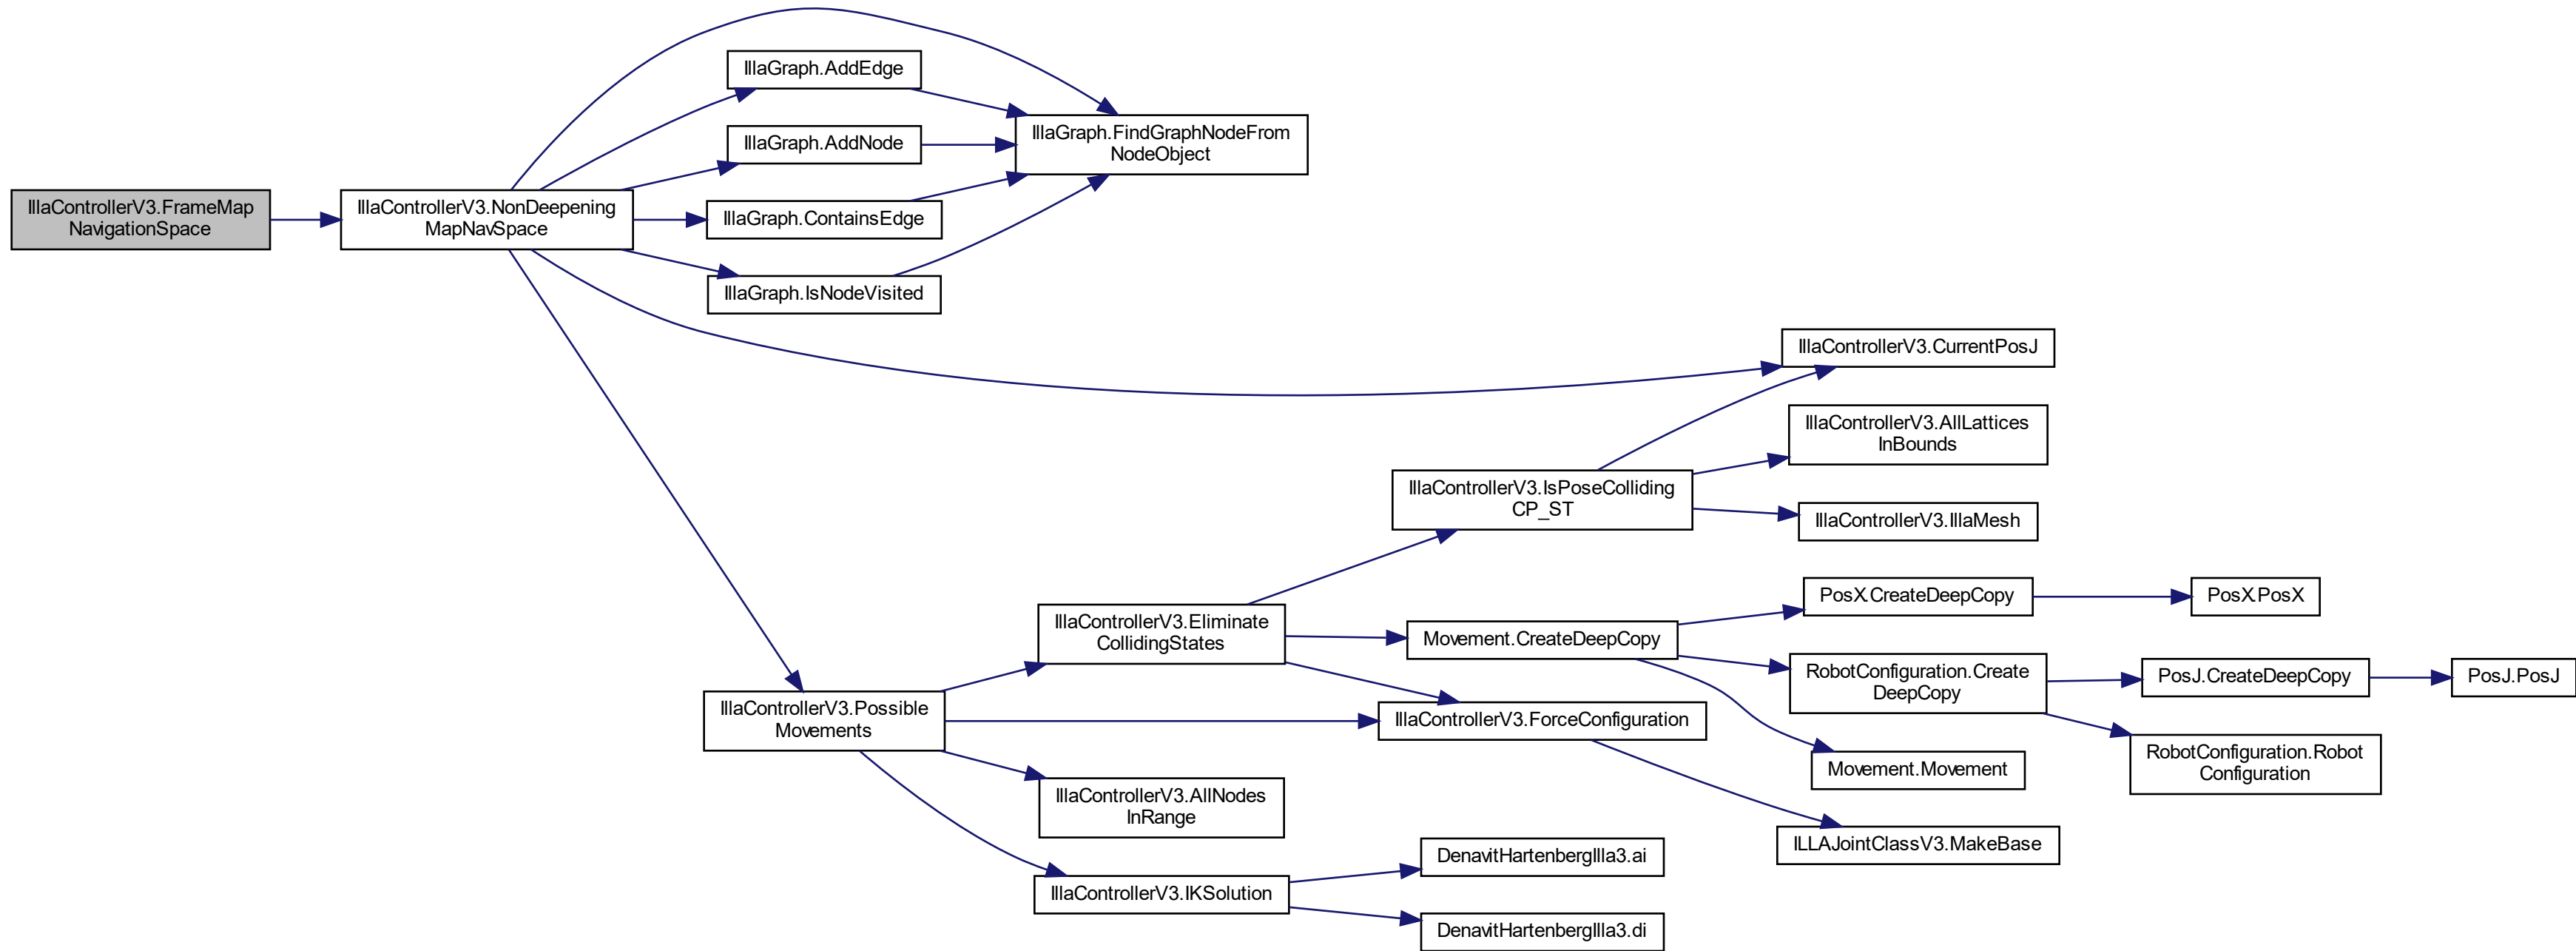 IllaGraph.AddEdge
IllaGraph.FindGraphNodeFrom
NodeObject
IllaGraph.AddNode
IllaControllerV3.FrameMap
NavigationSpace
IllaControllerV3.NonDeepening
MapNavSpace
IllaGraph.ContainsEdge
IllaGraph.IsNodeVisited
IllaControllerV3.CurrentPosJ
IllaControllerV3.AllLattices
InBounds
IllaControllerV3.IsPoseColliding
CP_ST
IllaControllerV3.IllaMesh
PosX.CreateDeepCopy
PosX.PosX
IllaControllerV3.Eliminate
CollidingStates
Movement.CreateDeepCopy
RobotConfiguration.Create
DeepCopy
PosJ.CreateDeepCopy
PosJ.PosJ
IllaControllerV3.Possible
Movements
IllaControllerV3.ForceConfiguration
RobotConfiguration.Robot
Configuration
Movement.Movement
IllaControllerV3.AllNodes
InRange
ILLAJointClassV3.MakeBase
DenavitHartenbergIlla3.ai
IllaControllerV3.IKSolution
DenavitHartenbergIlla3.di